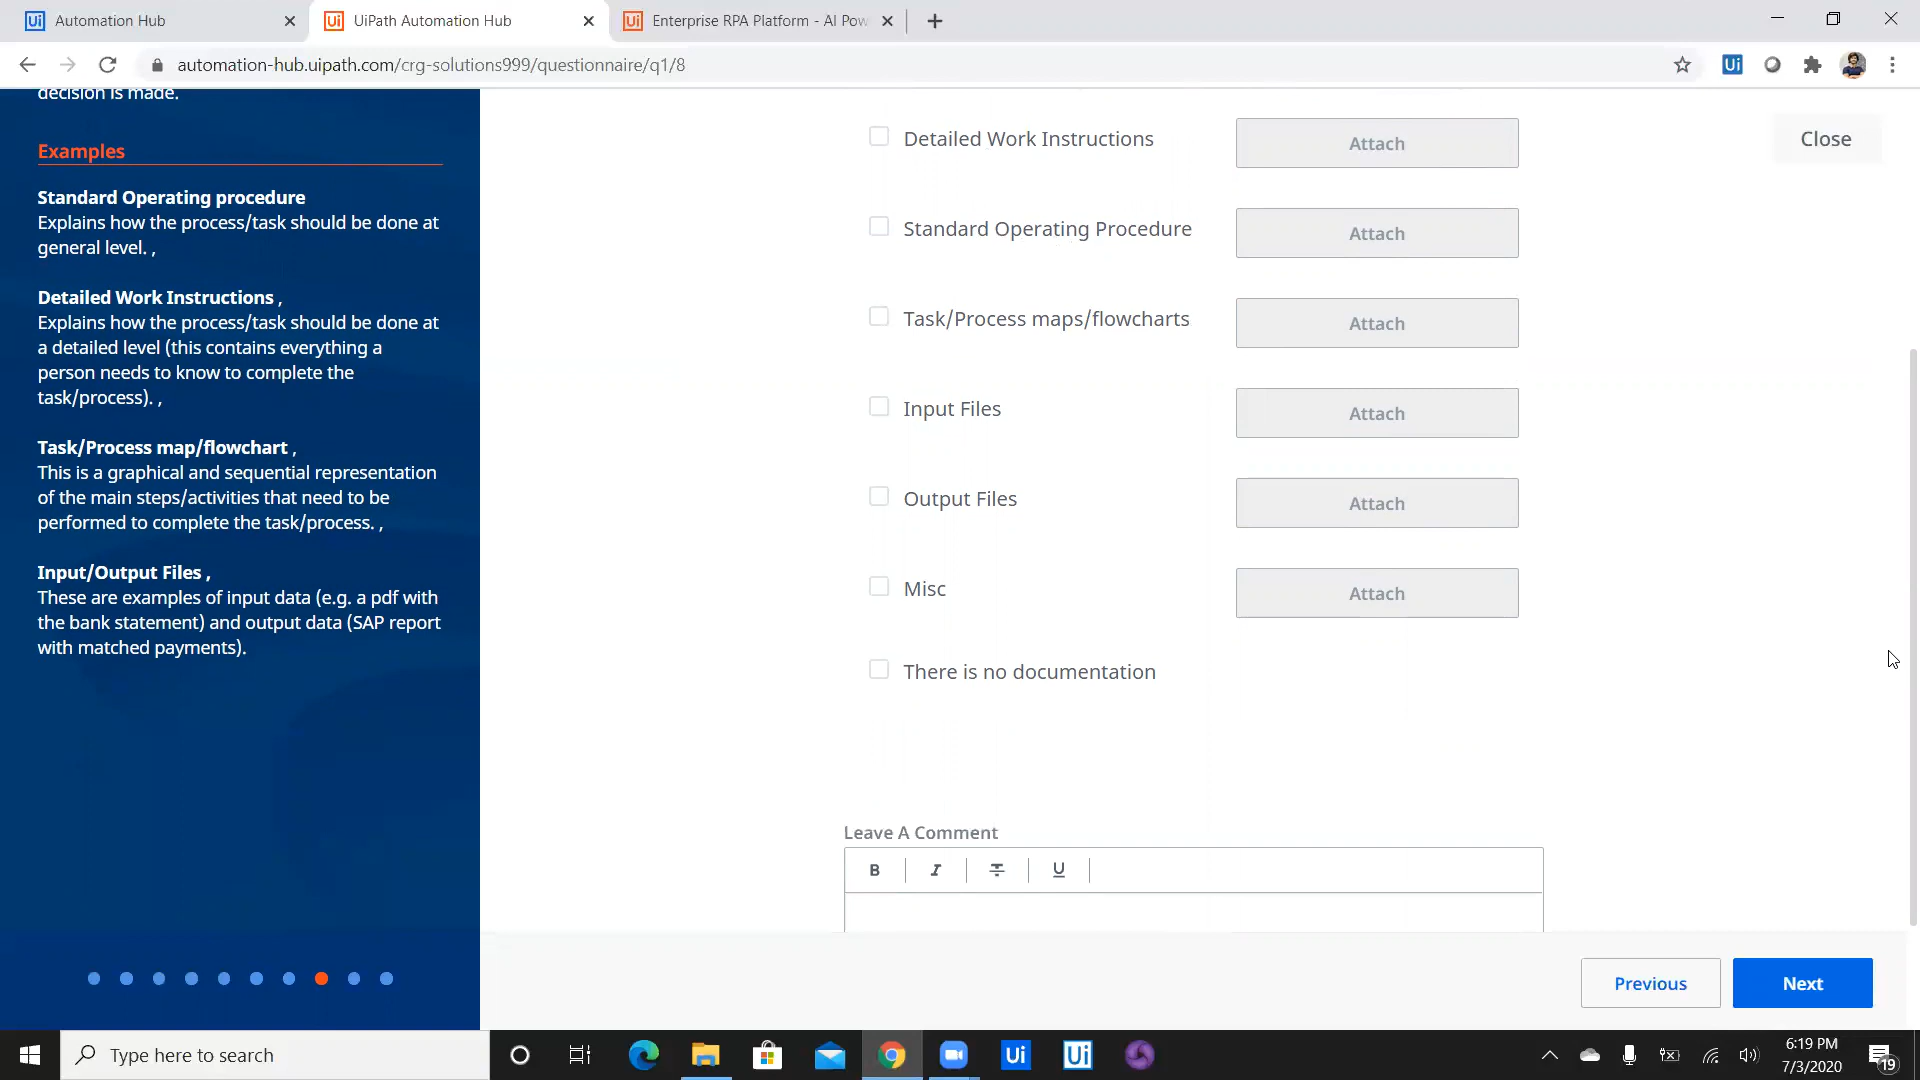 Automation Hub
UiPath Automation Hub
Enterprise RPA Platform - AI Pow
automation-hub.uipath.com/crg-solutions999/questionnaire/q1/8
Ui
decision is made.
Examples
Standard Operating procedure
Explains how the process/task should be done at
general level. ,
Detailed Work Instructions ,
Explains how the process/task should be done at
a detailed level (this contains everything a
person needs to know to complete the
task/process). ,
Task/Process map/flowchart ,
This is a graphical and sequential representation
of the main steps/activities that need to be
performed to complete the task/process. ,
Input/Output Files ,
These are examples of input data (e.g. a pdf with
the bank statement) and output data (SAP report
with matched payments).
Detailed Work Instructions Attach
Close
Standard Operating Procedure Attach
Task/Process maps/flowcharts Attach
Input Files Attach
Output Files Attach
Misc Attach
There is no documentation
Leave A Comment
B I T U
Previous Next
Type here to search
Ui Ui
6:19 PM
7/3/2020
19